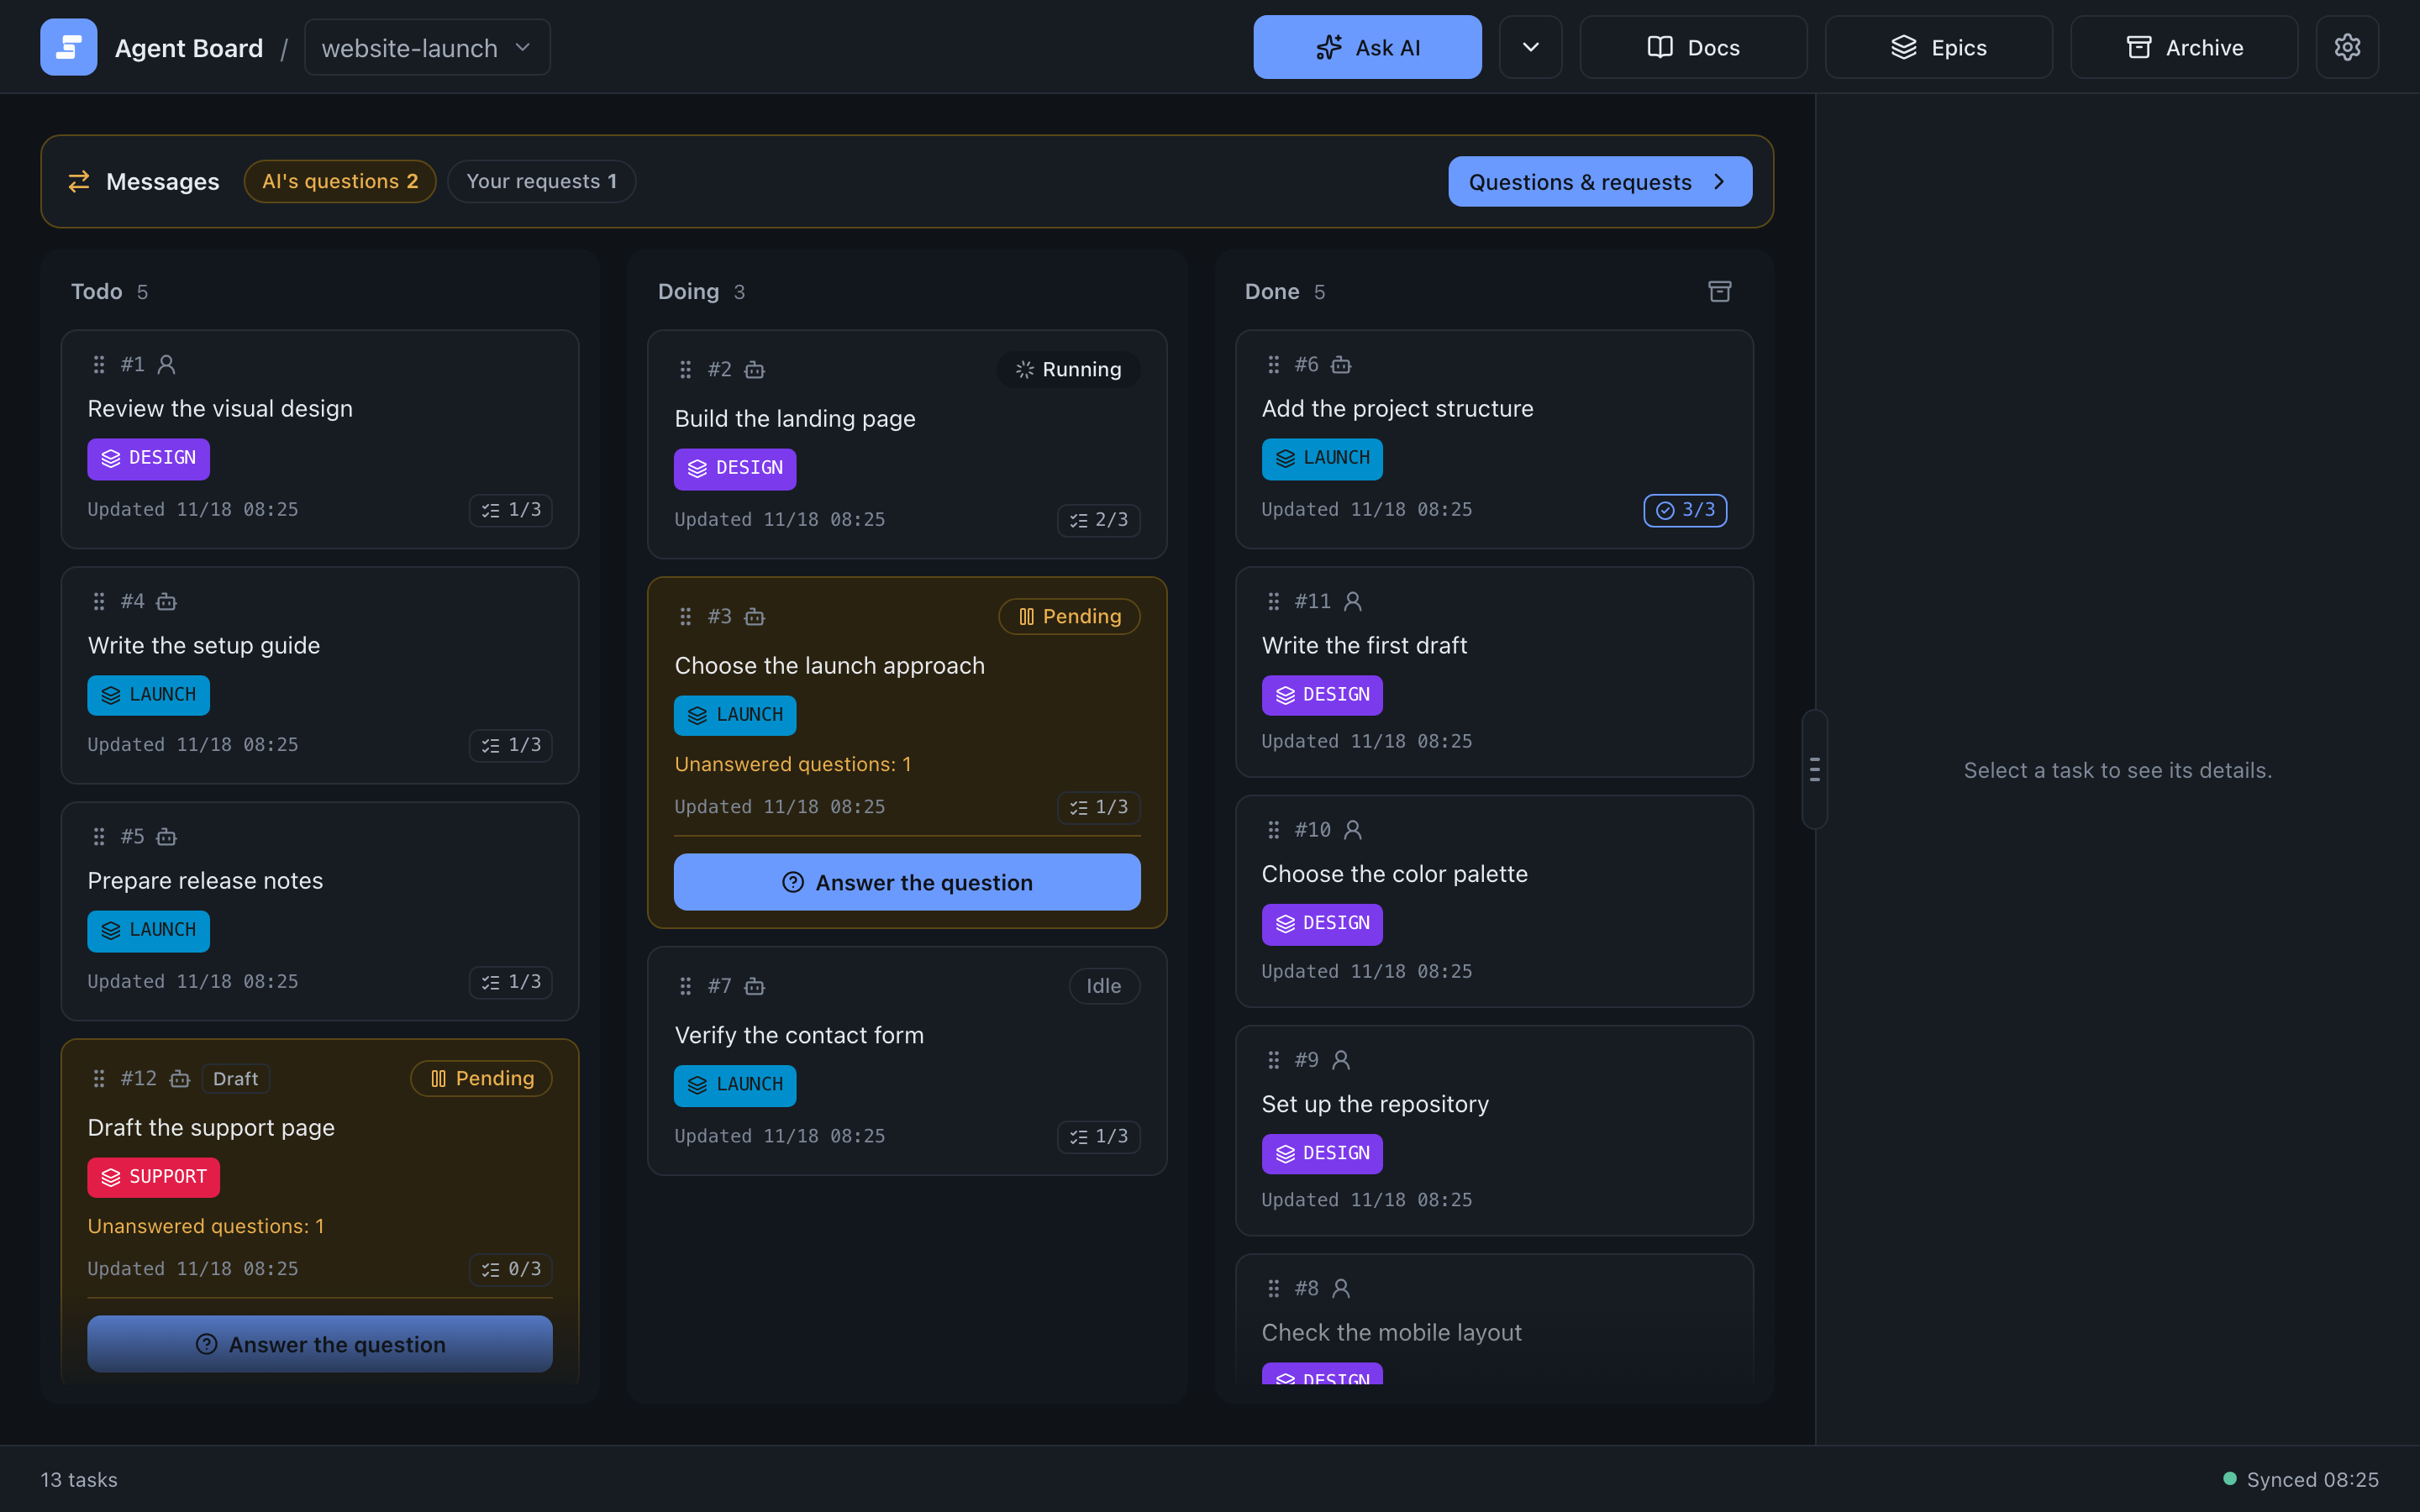 Agent Board / website-launch
Ask AI
Docs
Epics
Archive
Messages
AI's questions 2
Your requests 1
Questions & requests
Todo 5
#1
Review the visual design
DESIGN
Updated 11/18 08:25
1/3
#4
Write the setup guide
LAUNCH
Updated 11/18 08:25
1/3
#5
Prepare release notes
LAUNCH
Updated 11/18 08:25
1/3
#12
Draft
Pending
Draft the support page
SUPPORT
Unanswered questions: 1
Updated 11/18 08:25
0/3
Answer the question
Doing 3
#2
Running
Build the landing page
DESIGN
Updated 11/18 08:25
2/3
#3
Pending
Choose the launch approach
LAUNCH
Unanswered questions: 1
Updated 11/18 08:25
1/3
Answer the question
#7
Idle
Verify the contact form
LAUNCH
Updated 11/18 08:25
1/3
Done 5
#6
Add the project structure
LAUNCH
Updated 11/18 08:25
3/3
#11
Write the first draft
DESIGN
Updated 11/18 08:25
#10
Choose the color palette
DESIGN
Updated 11/18 08:25
#9
Set up the repository
DESIGN
Updated 11/18 08:25
#8
Check the mobile layout
DESIGN
Select a task to see its details.
13 tasks
Synced 08:25